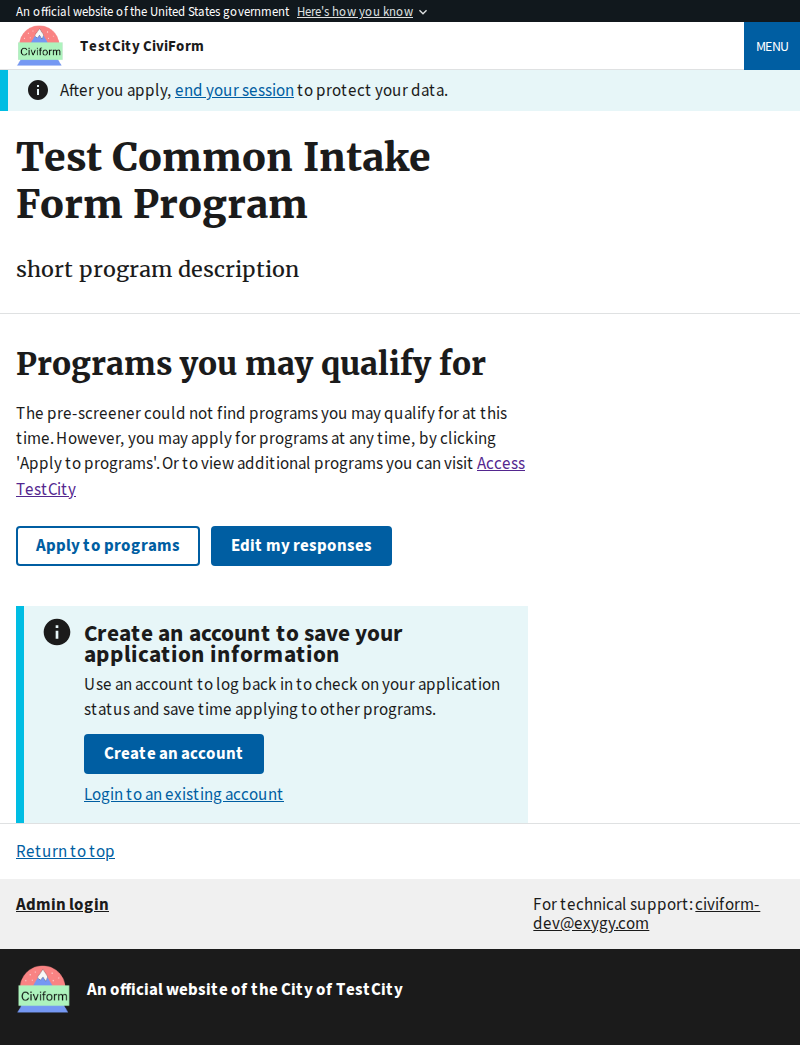 An official website of the United States government Here's how you know
Civiform
TestCity CiviForm
MENU
After you apply, end your session to protect your data.
Test Common Intake
Form Program
short program description
Programs you may qualify for
The pre-screener could not find programs you may qualify for at this
time. However, you may apply for programs at any time, by clicking
'Apply to programs'. Or to view additional programs you can visit Access
TestCity
Apply to programs
Edit my responses
Create an account to save your
application information
Use an account to log back in to check on your application
status and save time applying to other programs.
Create an account
Login to an existing account
Return to top
Admin login
For technical support: civiform-
dev@exygy.com
Civiform
An official website of the City of TestCity